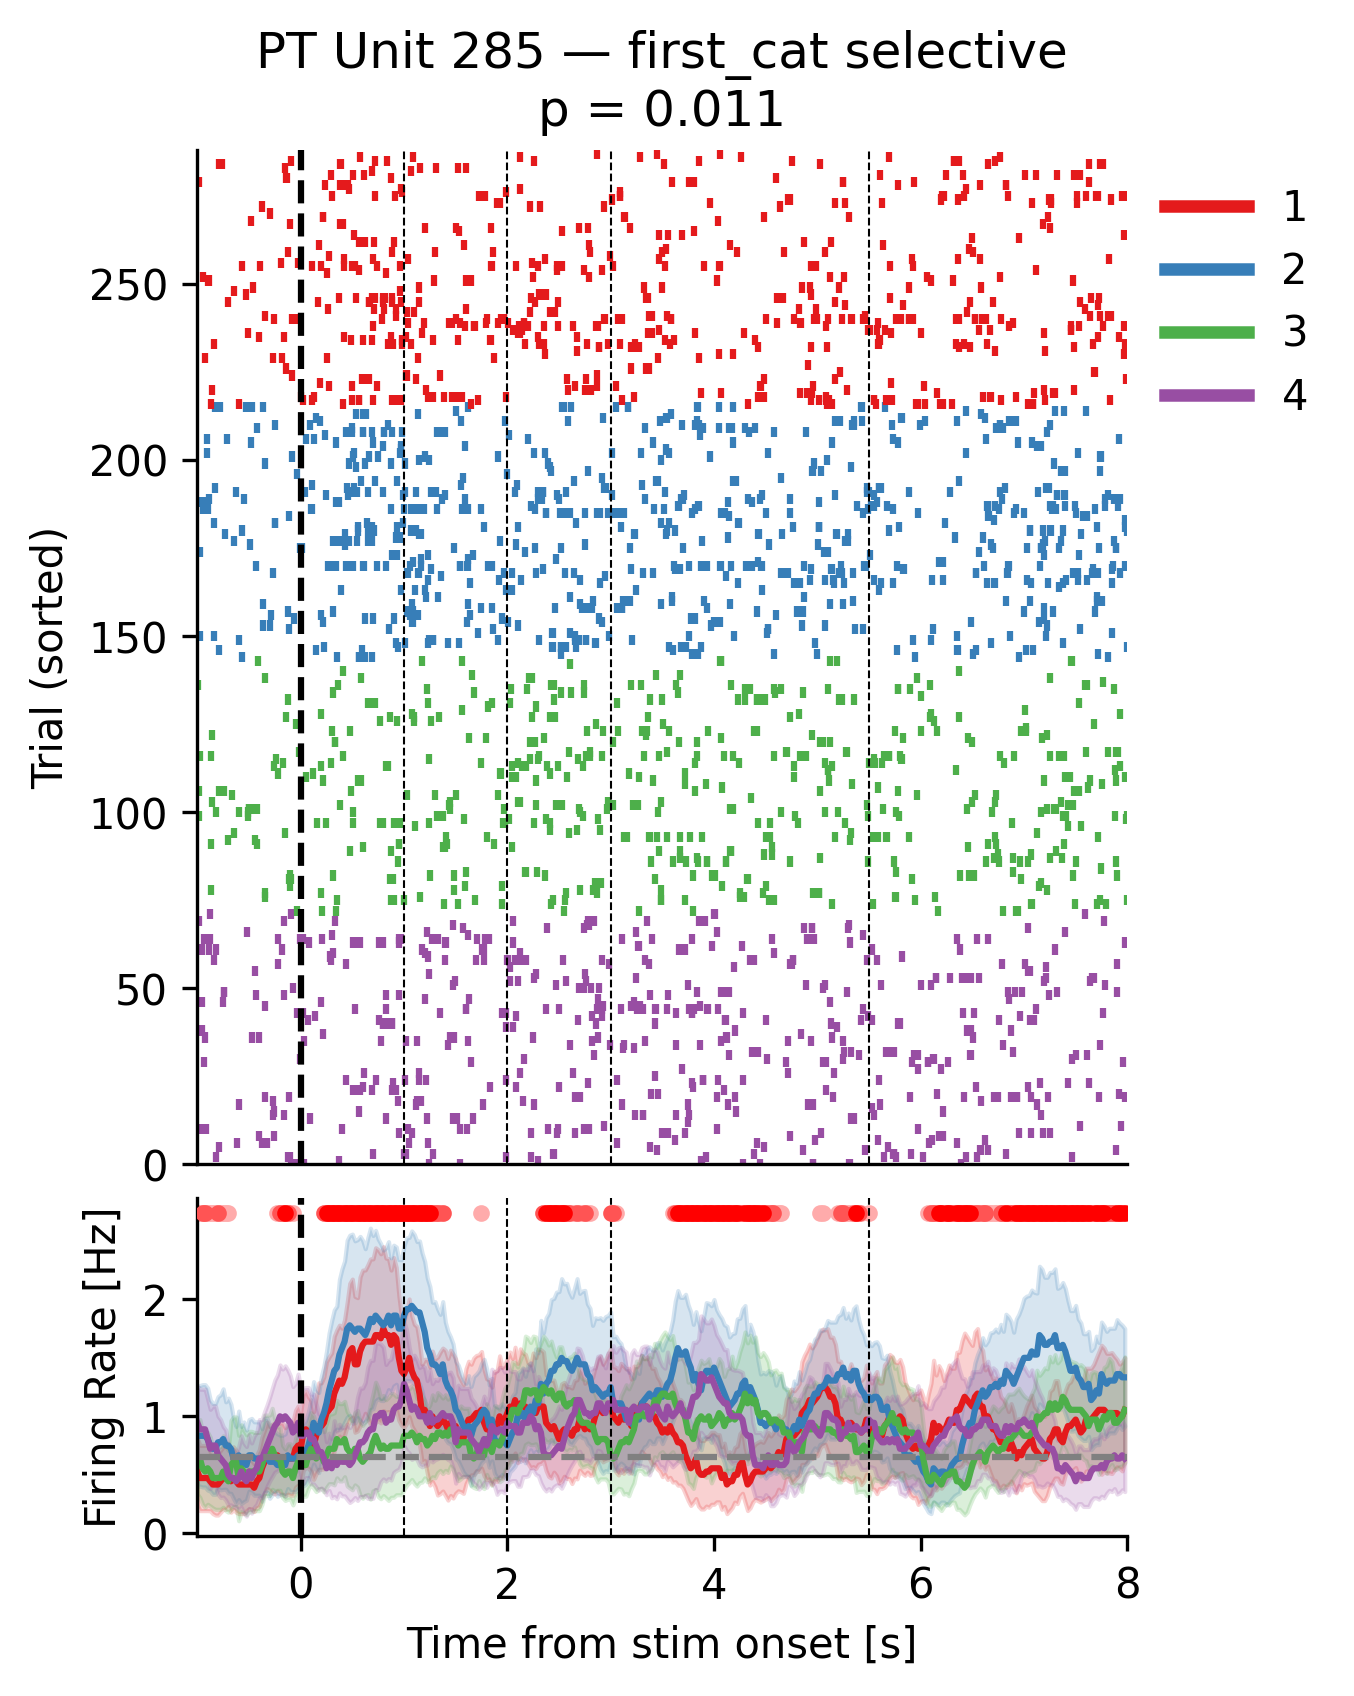 PT Unit 285 — first_cat selective
p = 0.011
1
2
3
4
Trial (sorted)
250
200
150
100
50
0
Firing Rate [Hz]
2
1
0
0 2 4 6 8
Time from stim onset [s]